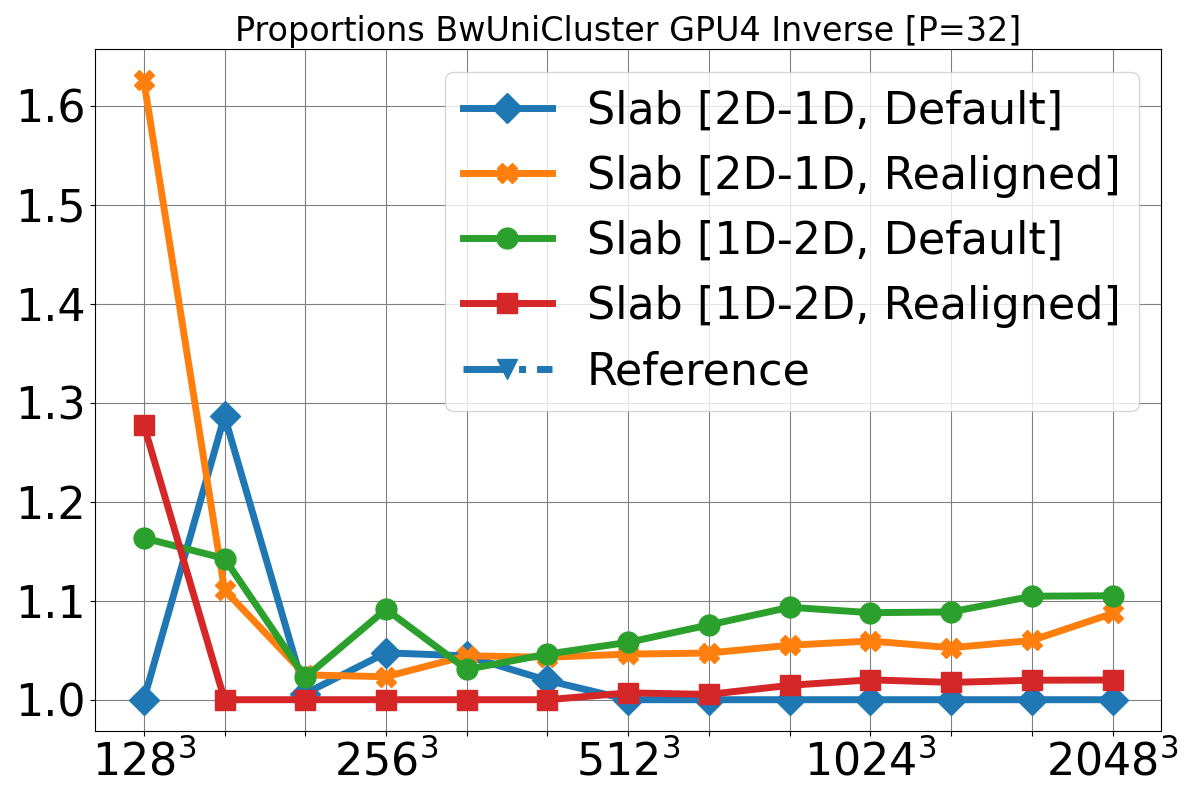 Proportions BwUniCluster GPU4 Inverse [P=32]
Slab [2D-1D, Default]
Slab [2D-1D, Realigned]
Slab [1D-2D, Default]
Slab [1D-2D, Realigned]
Reference
1.6
1.5
1.4
1.3
1.2
1.1
1.0
128³ 256³ 512³ 1024³ 2048³